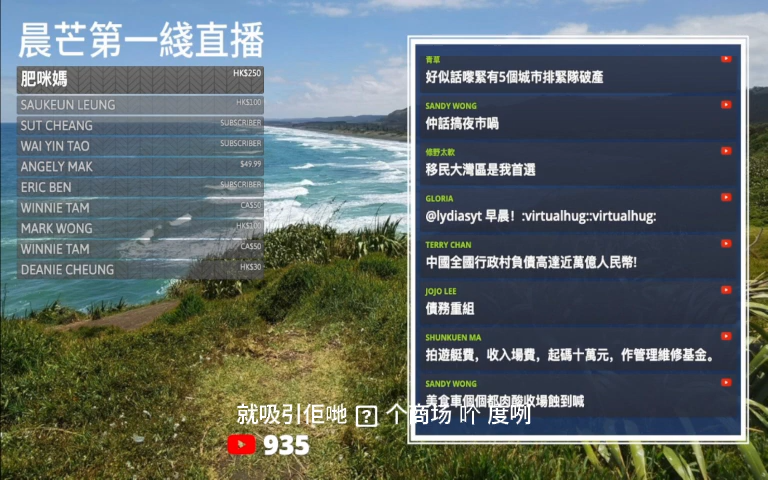 晨芒第一綫直播
肥咪媽 HK$250
SAUKEUN LEUNG HK$100
SUT CHEANG SUBSCRIBER
WAI YIN TAO SUBSCRIBER
ANGELY MAK $49.99
ERIC BEN SUBSCRIBER
WINNIE TAM CA$50
MARK WONG HK$100
WINNIE TAM CA$50
DEANIE CHEUNG HK$30
青草
好似話嚟緊有5個城市排緊隊破產
SANDY WONG
仲話搞夜市喎
修野太軟
移民大灣區是我首選
GLORIA
@lydiasyt 早晨！:virtualhug::virtualhug:
TERRY CHAN
中國全國行政村負債高達近萬億人民幣!
JOJO LEE
債務重組
SHUNKUEN MA
拍遊艇費，收入場費，起碼十萬元，作管理維修基金。
SANDY WONG
美食車個個都肉酸收場蝕到喊
就吸引佢哋 ? 个商场 吖 度咧
935